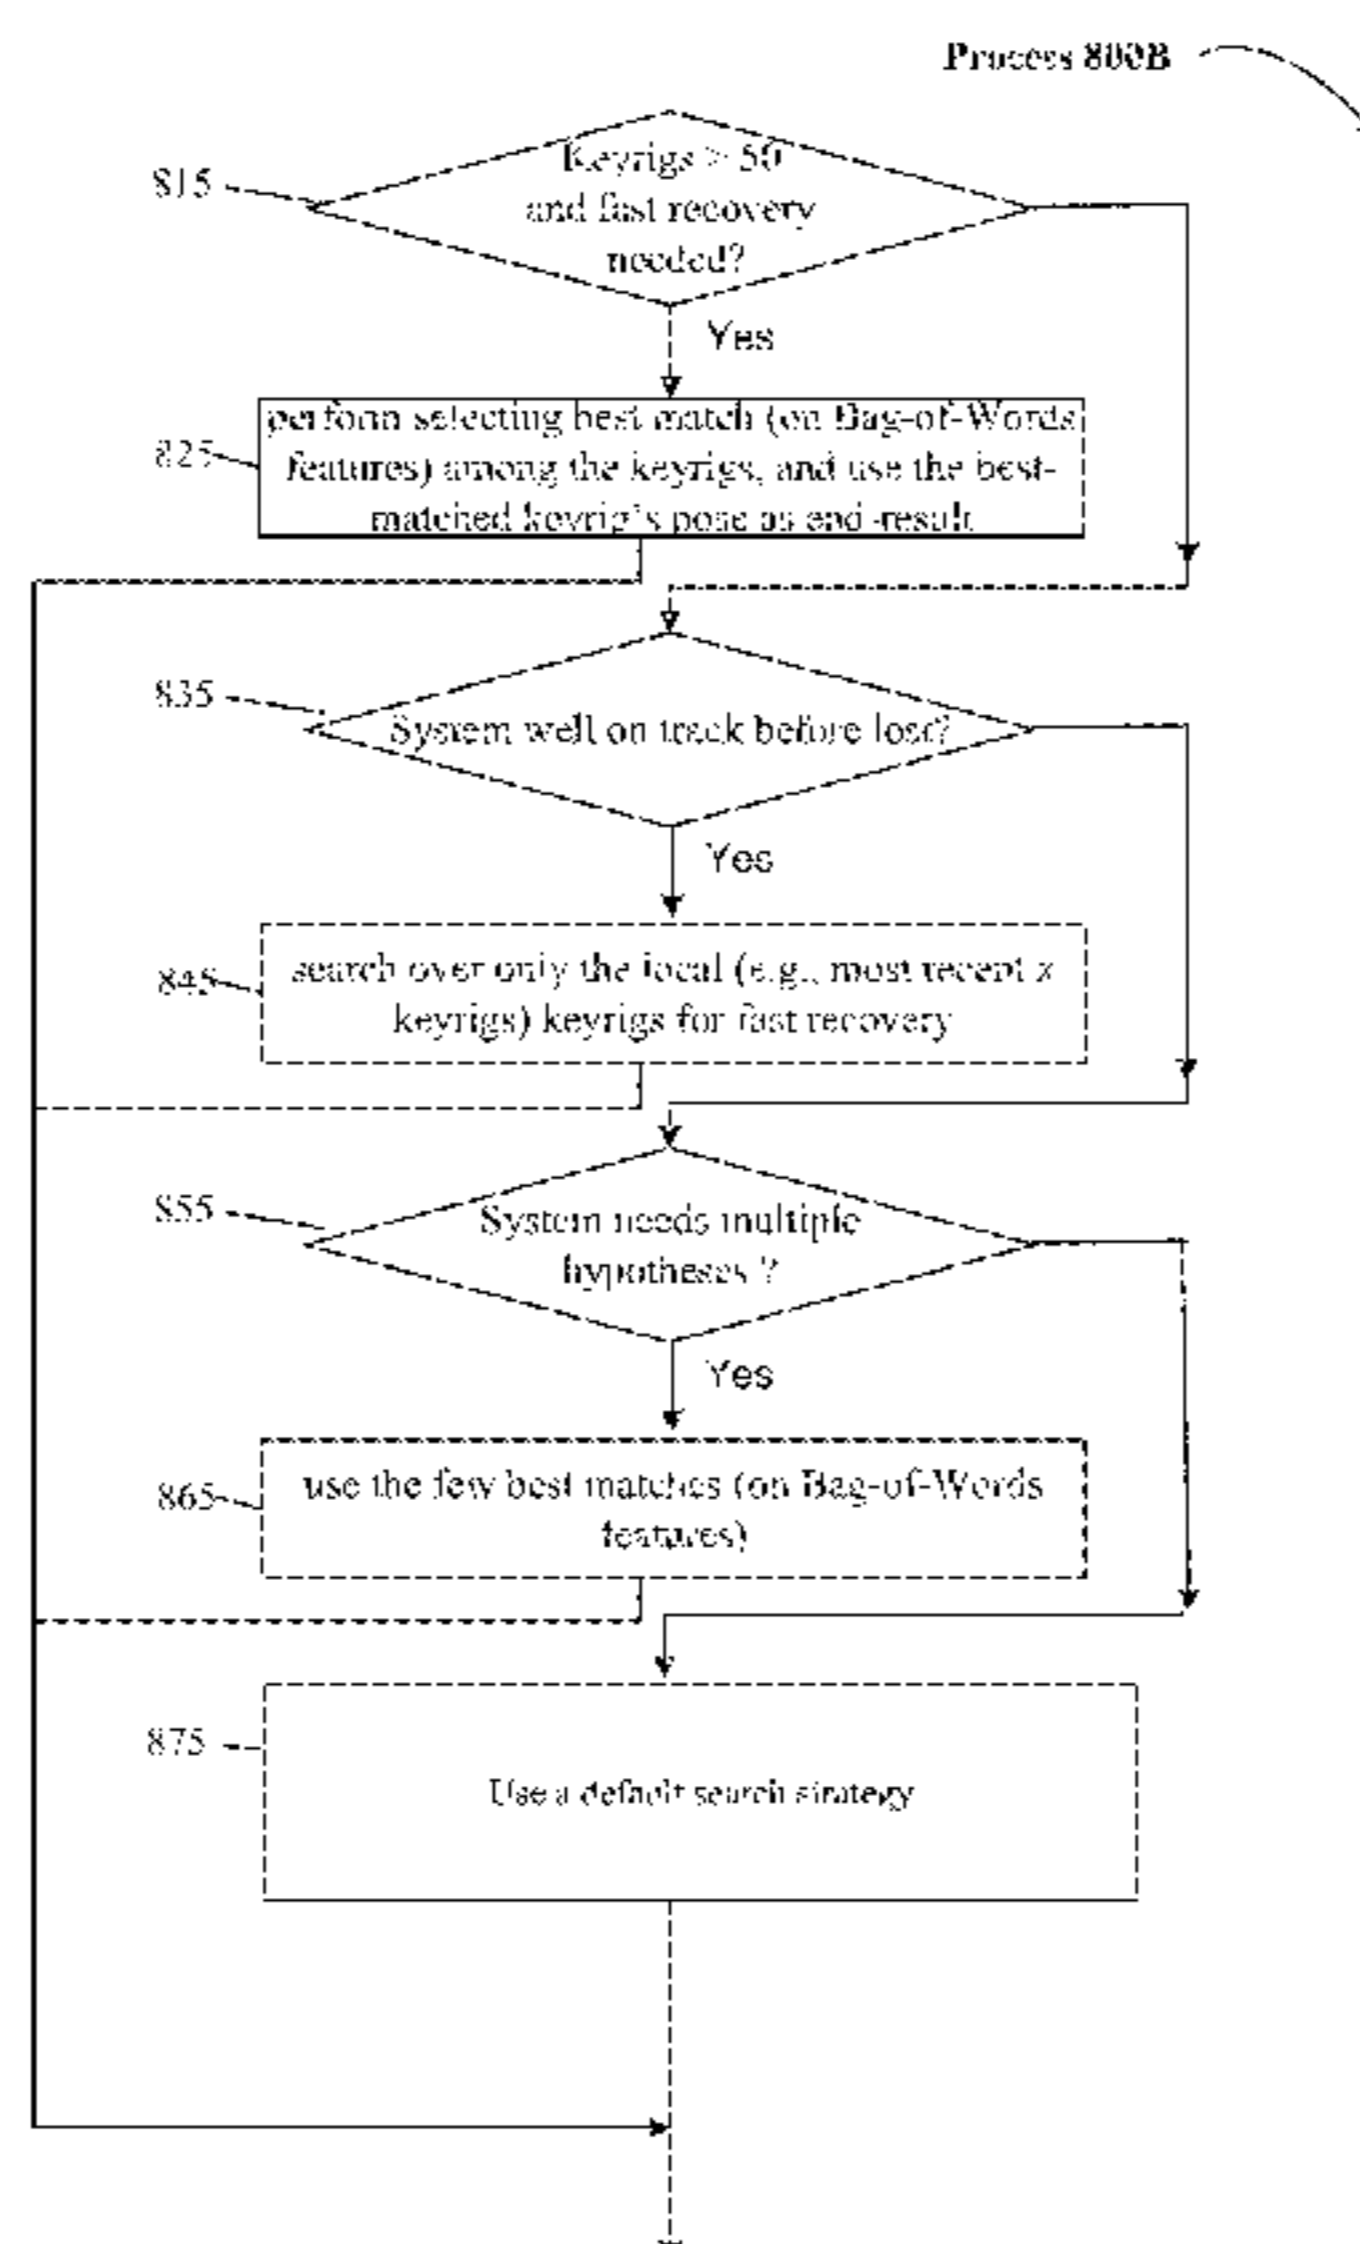 Process 800B
Keyrigs > 50
815
and fast recovery
needed?
Yes
perform selecting best match (on Bag-of-Words
825
features) among the keyrigs, and use the best-
matched keyrig's pose as end-result
835
System well on track before lost?
Yes
845
search over only the local (e.g., most recent x
keyrigs) keyrigs for fast recovery
855
System needs multiple
hypotheses ?
Yes
865
use the few best matches (on Bag-of-Words
features)
875
Use a default search strategy